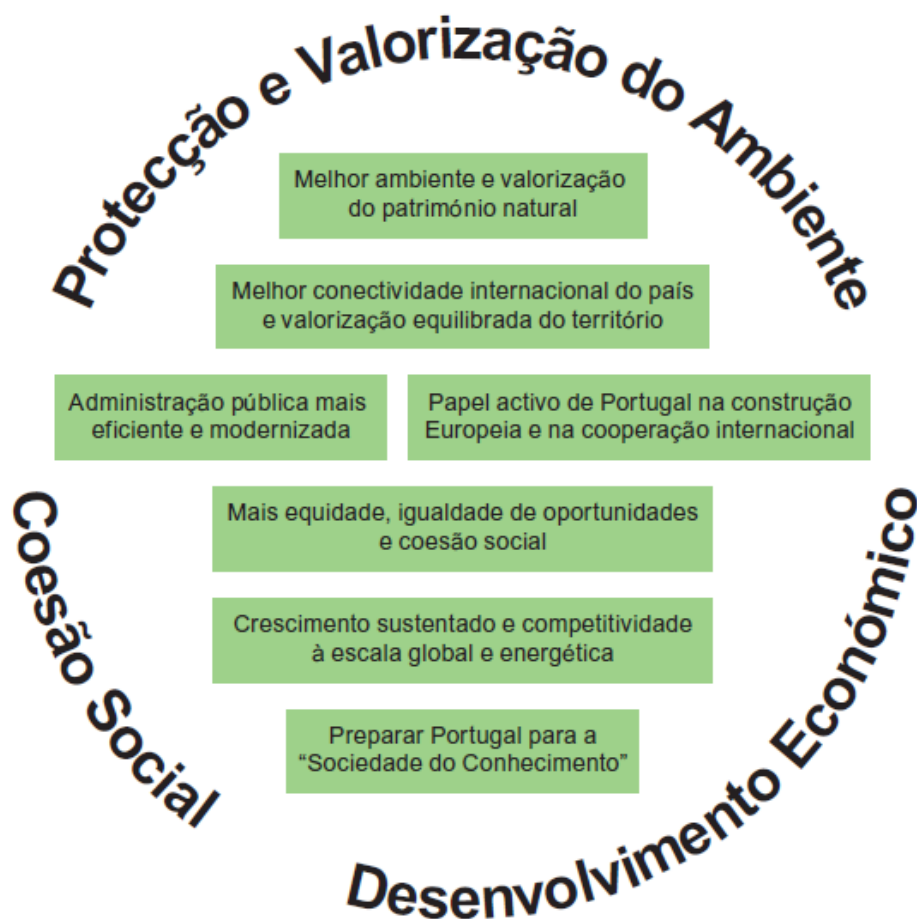 Protecção e Valorização do Ambiente
Melhor ambiente e valorização
do património natural
Melhor conectividade internacional do país
e valorização equilibrada do território
Administração pública mais
eficiente e modernizada
Papel activo de Portugal na construção
Europeia e na cooperação internacional
Mais equidade, igualdade de oportunidades
e coesão social
Crescimento sustentado e competitividade
à escala global e energética
Preparar Portugal para a
“Sociedade do Conhecimento”
Coesão Social
Desenvolvimento Económico